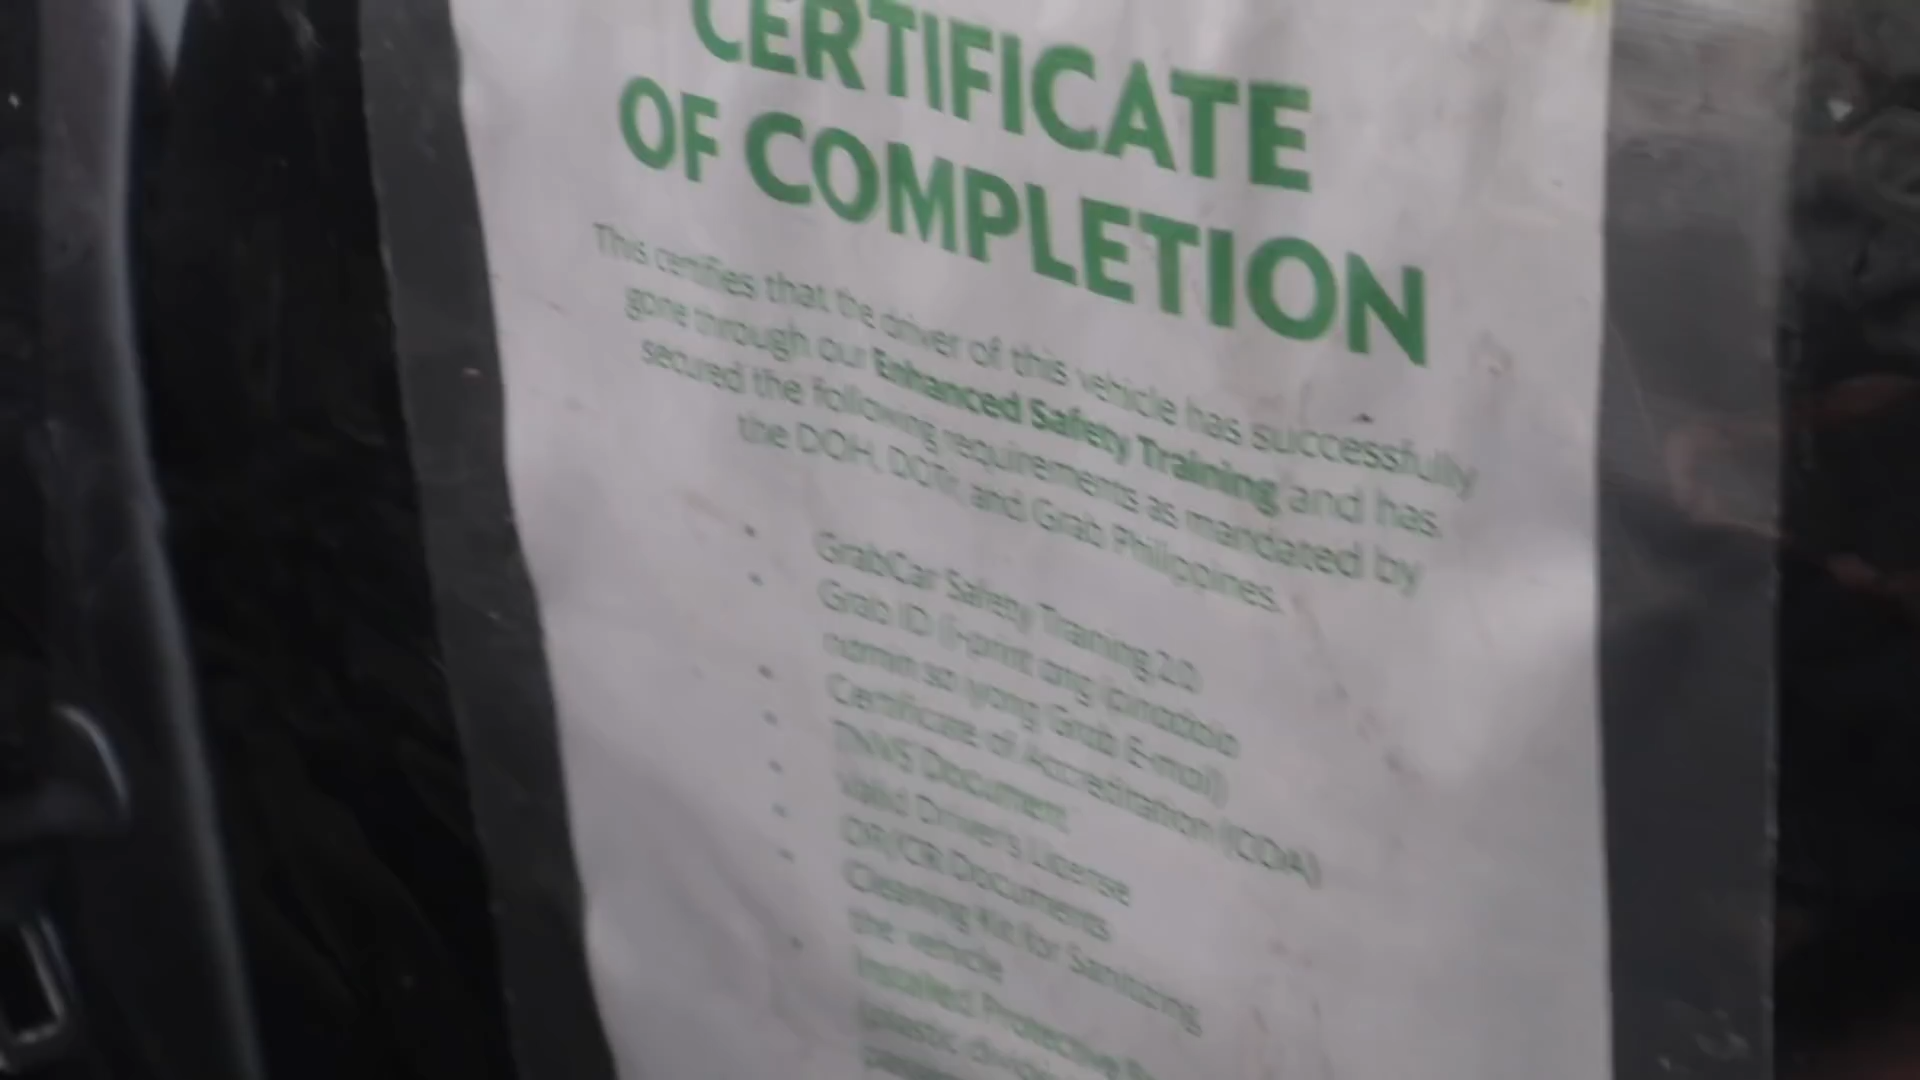 CERTIFICATE
OF COMPLETION
This certifies that the driver of this vehicle has successfully
gone through our Enhanced Safety Training and has
secured the following requirements as mandated by
the DOH, DOTr, and Grab Philippines.
• GrabCar Safety Training 2.0
• Grab ID (i-print ang ipinadala
namin sa iyong Grab E-mail)
• Certificate of Accreditation (COA)
• TNVS Document
• Valid Driver's License
• OR/CR Documents
• Cleaning Kit for Sanitizing
the vehicle
• Installed Protective
plastic